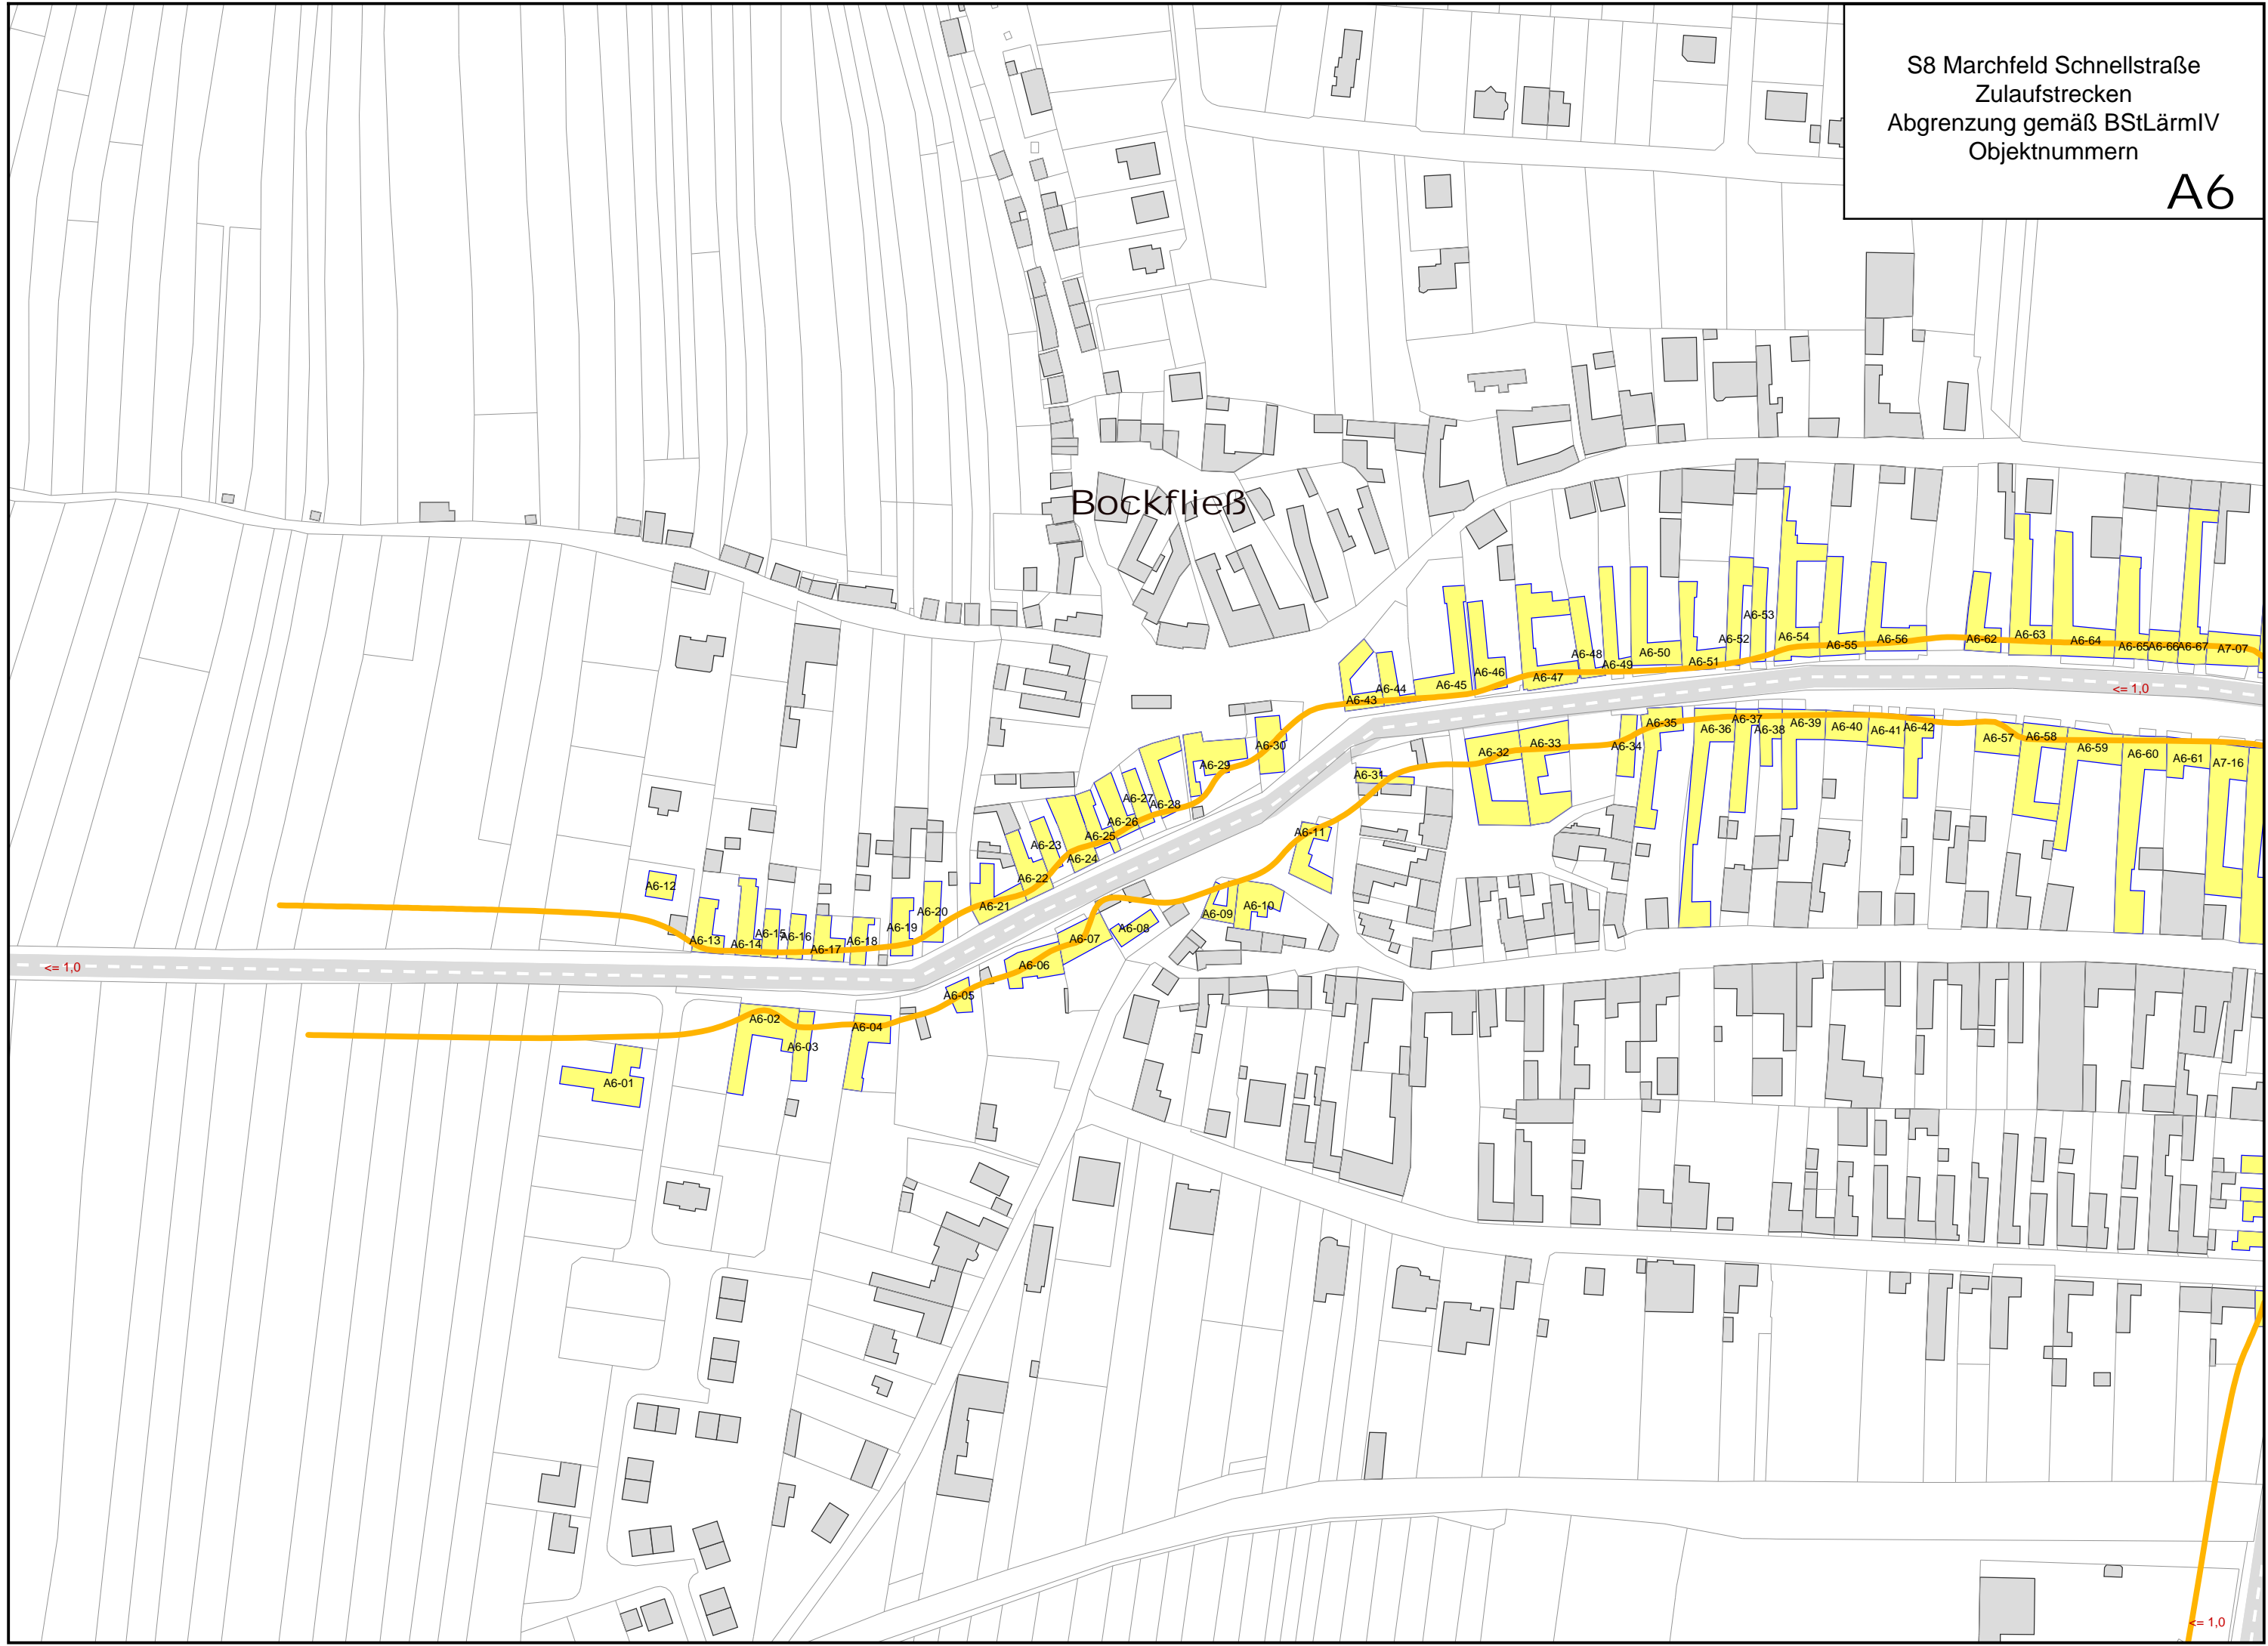 S8 Marchfeld Schnellstraße
Zulaufstrecken
Abgrenzung gemäß BStLärmIV
Objektnummern
A6
Bockfließ
A6-53
A6-52
A6-54
A6-55
A6-56
A6-62
A6-63
A6-64
A6-65
A6-66
A6-67
A7-07
A6-43
A6-44
A6-45
A6-46
A6-47
A6-48
A6-49
A6-50
A6-51
<= 1,0
A6-29
A6-30
A6-31
A6-32
A6-33
A6-34
A6-35
A6-36
A6-37
A6-38
A6-39
A6-40
A6-41
A6-42
A6-57
A6-58
A6-59
A6-60
A6-61
A7-16
A6-21
A6-22
A6-23
A6-24
A6-25
A6-26
A6-27
A6-28
A6-11
A6-12
A6-13
A6-14
A6-15
A6-16
A6-17
A6-18
A6-19
A6-20
A6-09
A6-10
A6-08
A6-07
A6-06
A6-05
<= 1,0
A6-02
A6-03
A6-04
A6-01
<= 1,0